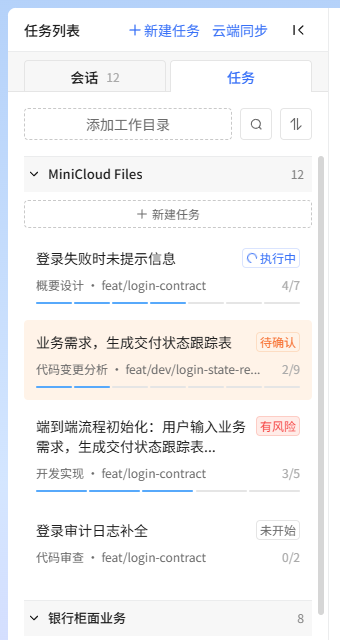 任务列表 新建任务 云端同步
会话 12 任务
添加工作目录
MiniCloud Files 12
新建任务
登录失败时未提示信息 执行中
概要设计 • feat/login-contract 4/7
业务需求，生成交付状态跟踪表 待确认
代码变更分析 • feat/dev/login-state-re... 2/9
端到端流程初始化：用户输入业务 有风险
需求，生成交付状态跟踪表...
开发实现 • feat/login-contract 3/5
登录审计日志补全 未开始
代码审查 • feat/login-contract 0/2
银行柜面业务 8